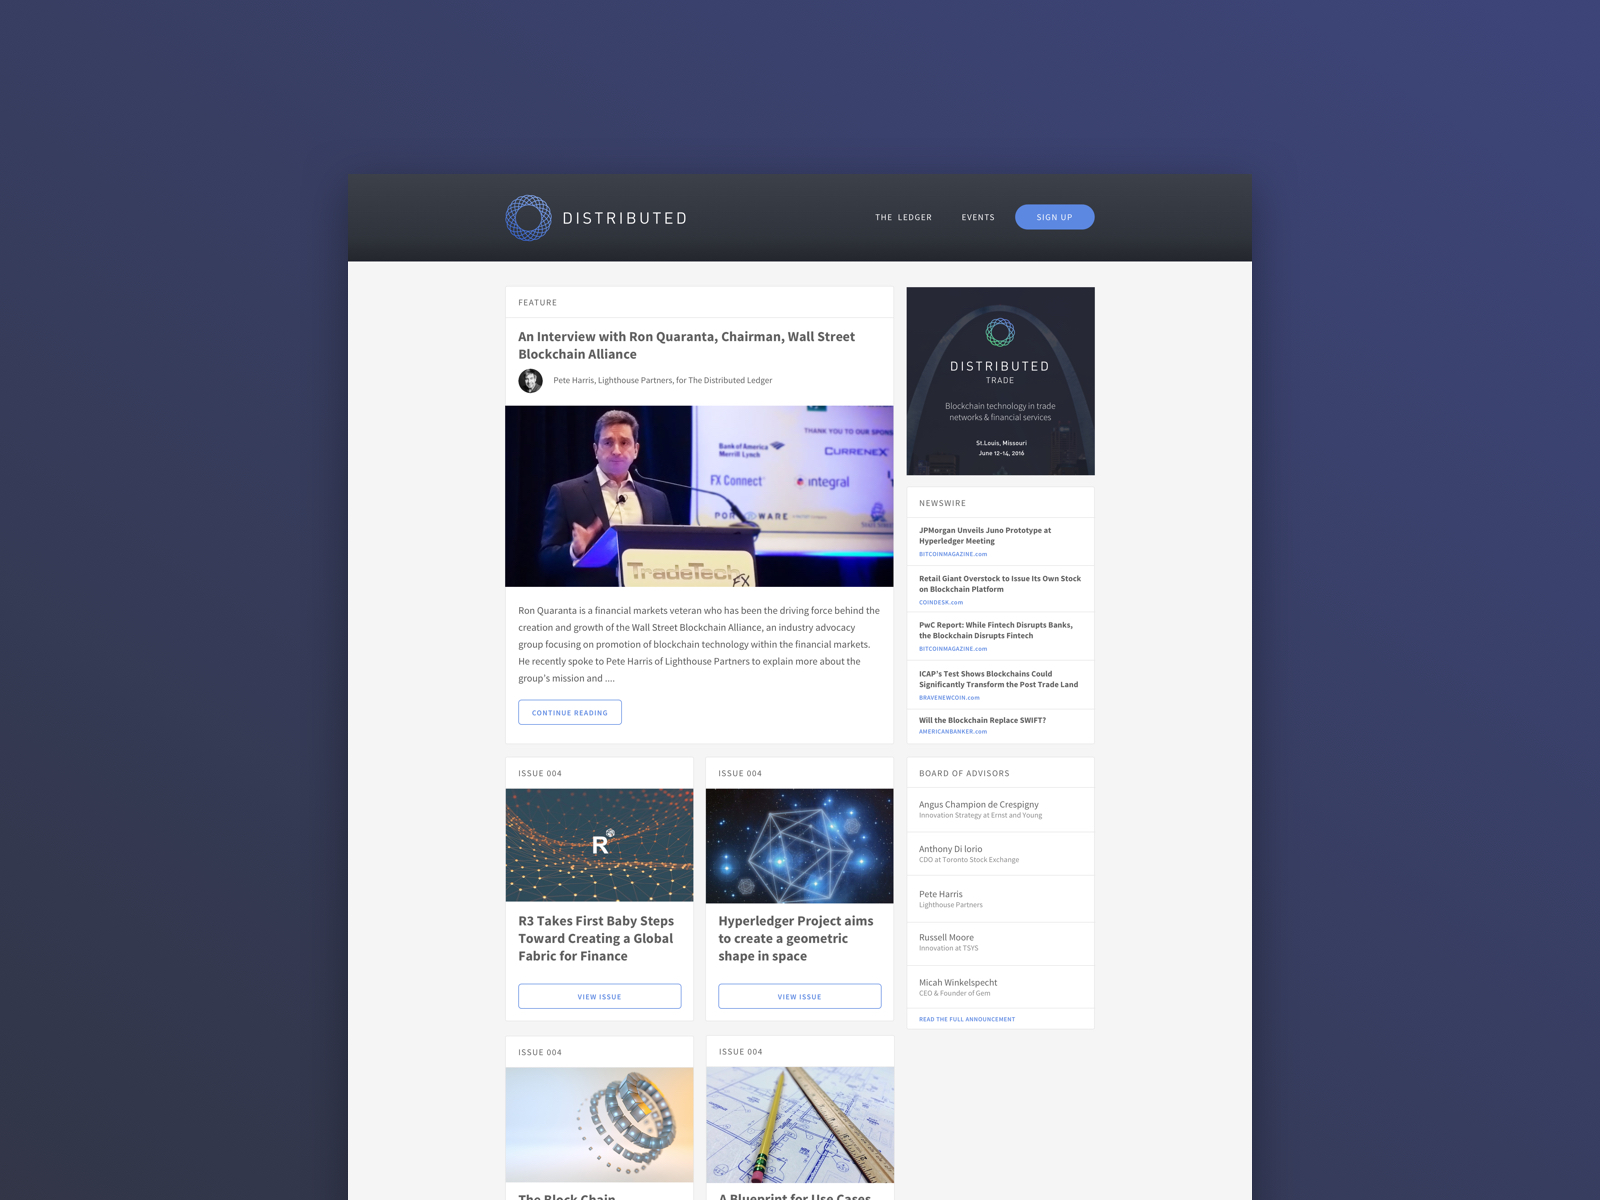 DISTRIBUTED
THE LEDGER
EVENTS
SIGN UP
FEATURE
An Interview with Ron Quaranta, Chairman, Wall Street
Blockchain Alliance
Pete Harris, Lighthouse Partners, for The Distributed Ledger
THANK YOU TO OUR SPONS
Bank of America
Merrill Lynch
CURRENEX
FX Connect
integral
TradeTech
FX
Ron Quaranta is a financial markets veteran who has been the driving force behind the
creation and growth of the Wall Street Blockchain Alliance, an industry advocacy
group focusing on promotion of blockchain technology within the financial markets.
He recently spoke to Pete Harris of Lighthouse Partners to explain more about the
group's mission and ....
CONTINUE READING
DISTRIBUTED
TRADE
Blockchain technology in trade
networks & financial services
St.Louis, Missouri
June 12-14, 2016
NEWSWIRE
JPMorgan Unveils Juno Prototype at
Hyperledger Meeting
BITCOINMAGAZINE.com
Retail Giant Overstock to Issue Its Own Stock
on Blockchain Platform
COINDESK.com
PwC Report: While Fintech Disrupts Banks,
the Blockchain Disrupts Fintech
BITCOINMAGAZINE.com
ICAP's Test Shows Blockchains Could
Significantly Transform the Post Trade Land
BRAVENEWCOIN.com
Will the Blockchain Replace SWIFT?
AMERICANBANKER.com
ISSUE 004
R
R3 Takes First Baby Steps
Toward Creating a Global
Fabric for Finance
VIEW ISSUE
ISSUE 004
Hyperledger Project aims
to create a geometric
shape in space
VIEW ISSUE
BOARD OF ADVISORS
Angus Champion de Crespigny
Innovation Strategy at Ernst and Young
Anthony Di Iorio
CDO at Toronto Stock Exchange
Pete Harris
Lighthouse Partners
Russell Moore
Innovation at TSYS
Micah Winkelspecht
CEO & Founder of Gem
READ THE FULL ANNOUNCEMENT
ISSUE 004
The Block Chain
ISSUE 004
A Blueprint for Use Cases